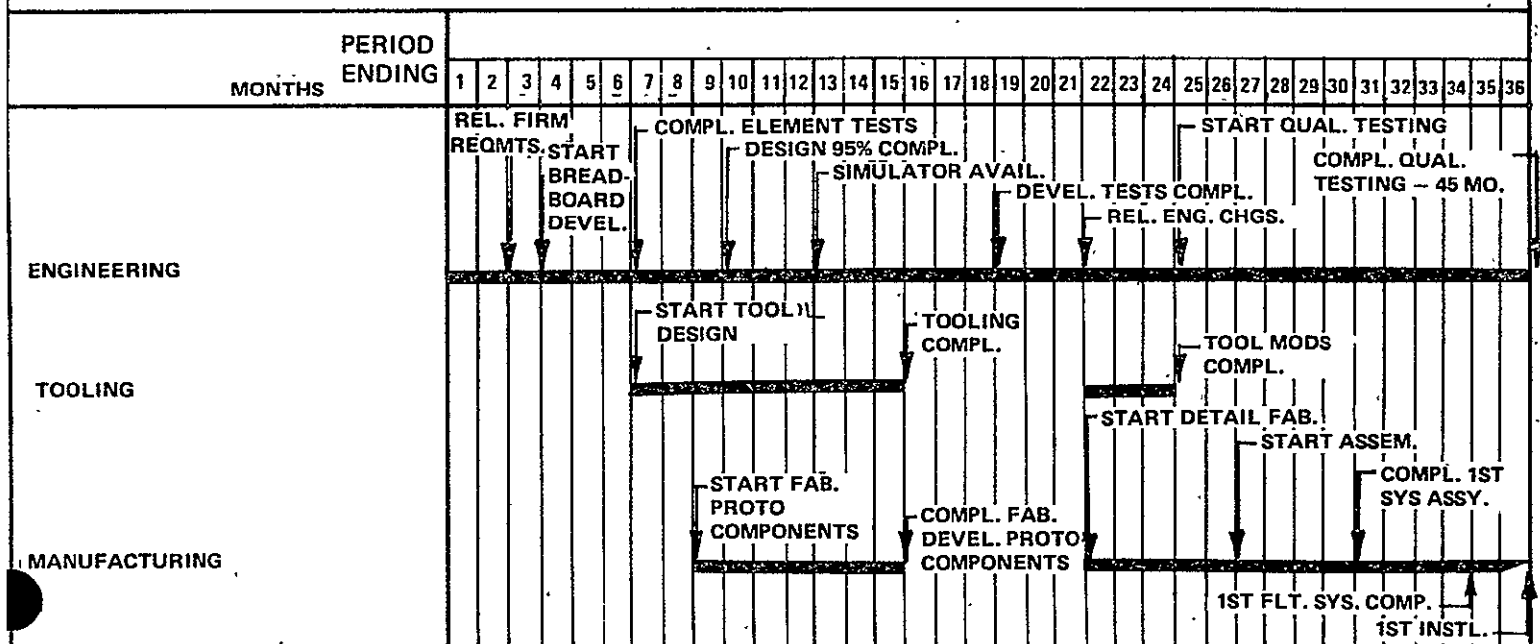 PERIOD
MONTHS ENDING
1 2 3 4 5 6 7 8 9 10 11 12 13 14 15 16 17 18 19 20 21 22 23 24 25 26 27 28 29 30 31 32 33 34 35 36
REL. FIRM
REQMTS.
START
BREAD-
BOARD
DEVEL.
COMPL. ELEMENT TESTS
DESIGN 95% COMPL.
SIMULATOR AVAIL.
DEVEL. TESTS COMPL.
REL. ENG. CHGS.
START QUAL. TESTING
COMPL. QUAL.
TESTING – 45 MO.
ENGINEERING
START TOOL
DESIGN
TOOLING
COMPL.
TOOL MODS
COMPL.
TOOLING
START DETAIL FAB.
START ASSEM.
COMPL. 1ST
SYS ASSY.
START FAB.
PROTO
COMPONENTS
COMPL. FAB.
DEVEL. PROTO
COMPONENTS
MANUFACTURING
1ST FLT. SYS. COMP.
1ST INSTL.